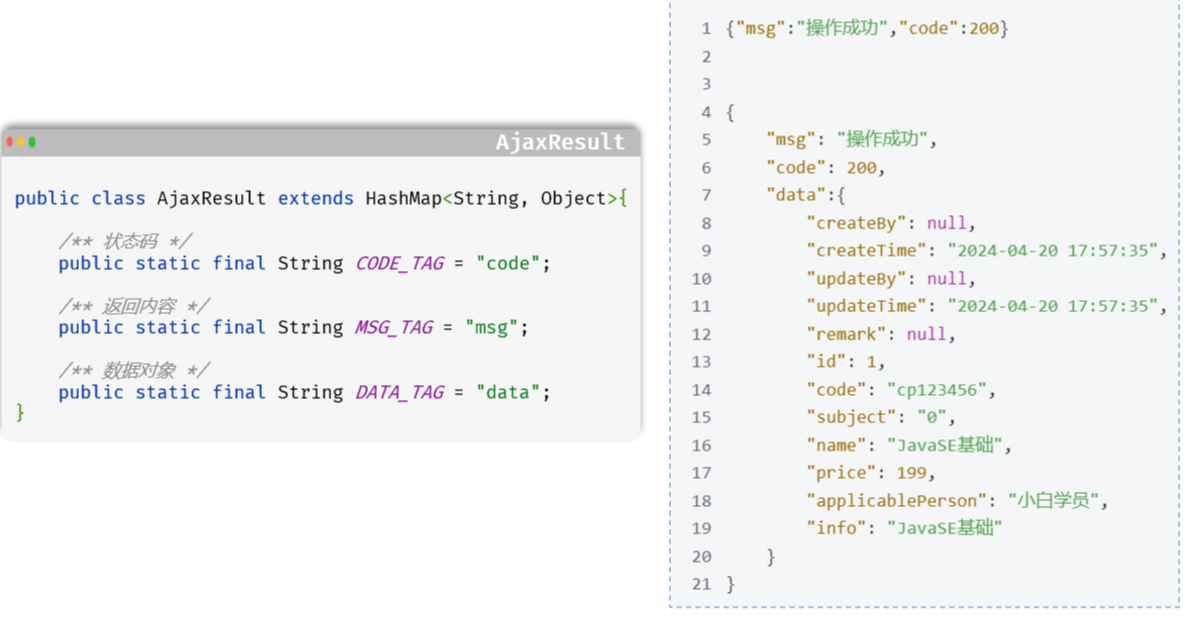 AjaxResult
public class AjaxResult extends HashMap<String, Object>{
/** 状态码 */
public static final String CODE_TAG = "code";
/** 返回内容 */
public static final String MSG_TAG = "msg";
/** 数据对象 */
public static final String DATA_TAG = "data";
}
1 {"msg":"操作成功","code":200}
2
3
4 {
5 "msg": "操作成功",
6 "code": 200,
7 "data":{
8 "createBy": null,
9 "createTime": "2024-04-20 17:57:35",
10 "updateBy": null,
11 "updateTime": "2024-04-20 17:57:35",
12 "remark": null,
13 "id": 1,
14 "code": "cp123456",
15 "subject": "0",
16 "name": "JavaSE基础",
17 "price": 199,
18 "applicablePerson": "小白学员",
19 "info": "JavaSE基础"
20 }
21 }